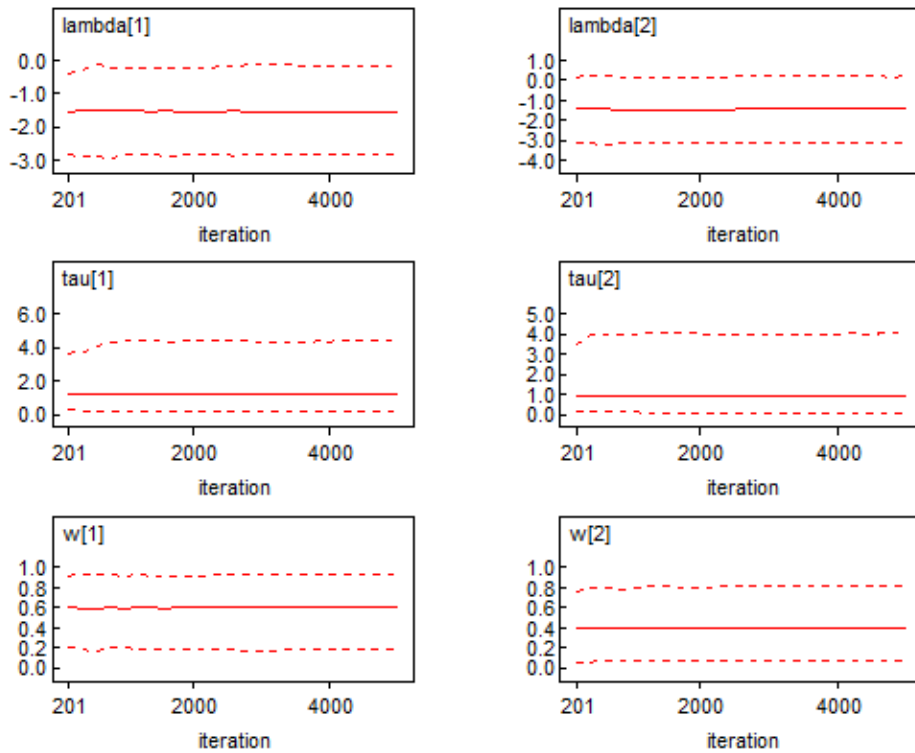 lambda[1]
0.0
-1.0
-2.0
-3.0
201 2000 4000
iteration
lambda[2]
1.0
0.0
-1.0
-2.0
-3.0
-4.0
201 2000 4000
iteration
tau[1]
6.0
4.0
2.0
0.0
201 2000 4000
iteration
tau[2]
5.0
4.0
3.0
2.0
1.0
0.0
201 2000 4000
iteration
w[1]
1.0
0.8
0.6
0.4
0.2
0.0
201 2000 4000
iteration
w[2]
1.0
0.8
0.6
0.4
0.2
0.0
201 2000 4000
iteration